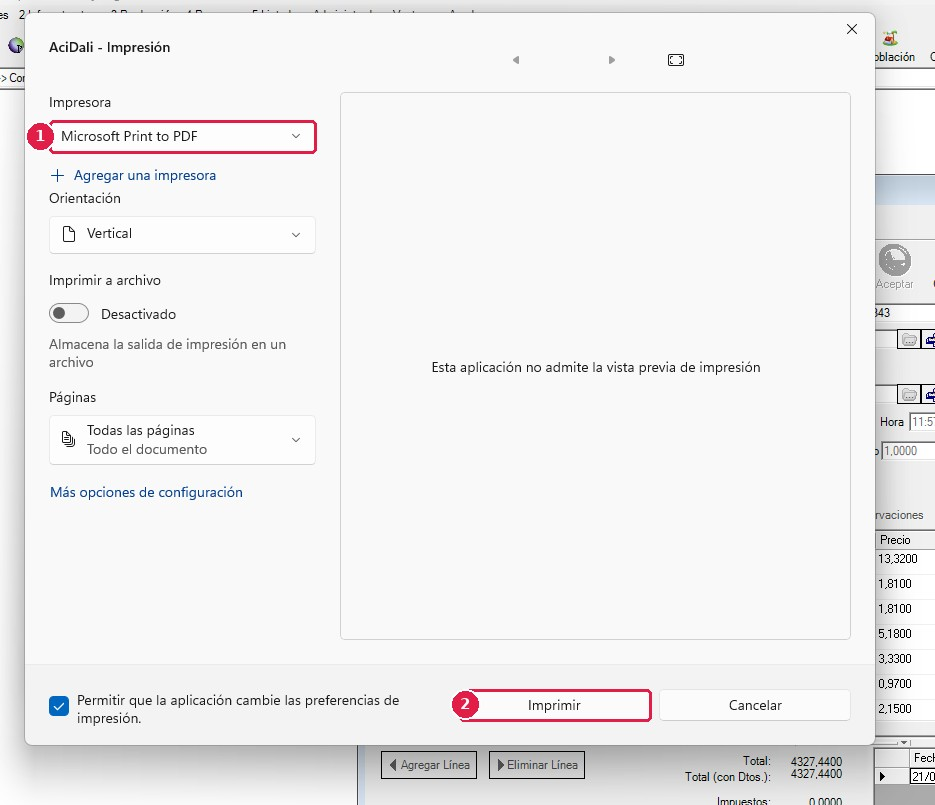 AciDali - Impresión
oblación
Impresora
1
Microsoft Print to PDF
Agregar una impresora
Orientación
Vertical
Imprimir a archivo
Desactivado
Almacena la salida de impresión en un
archivo
Páginas
Todas las páginas
Todo el documento
Más opciones de configuración
Esta aplicación no admite la vista previa de impresión
Aceptar
343
Hora 11:5
1,0000
rvaciones
Precio
13,3200
1,8100
1,8100
5,1800
3,3300
0,9700
2,1500
Permitir que la aplicación cambie las preferencias de
impresión.
2
Imprimir
Cancelar
Agregar Línea
Eliminar Línea
Total: 4327,4400
Total (con Dtos.): 4327,4400
Impuestos: 0,0000
Fech
21/0